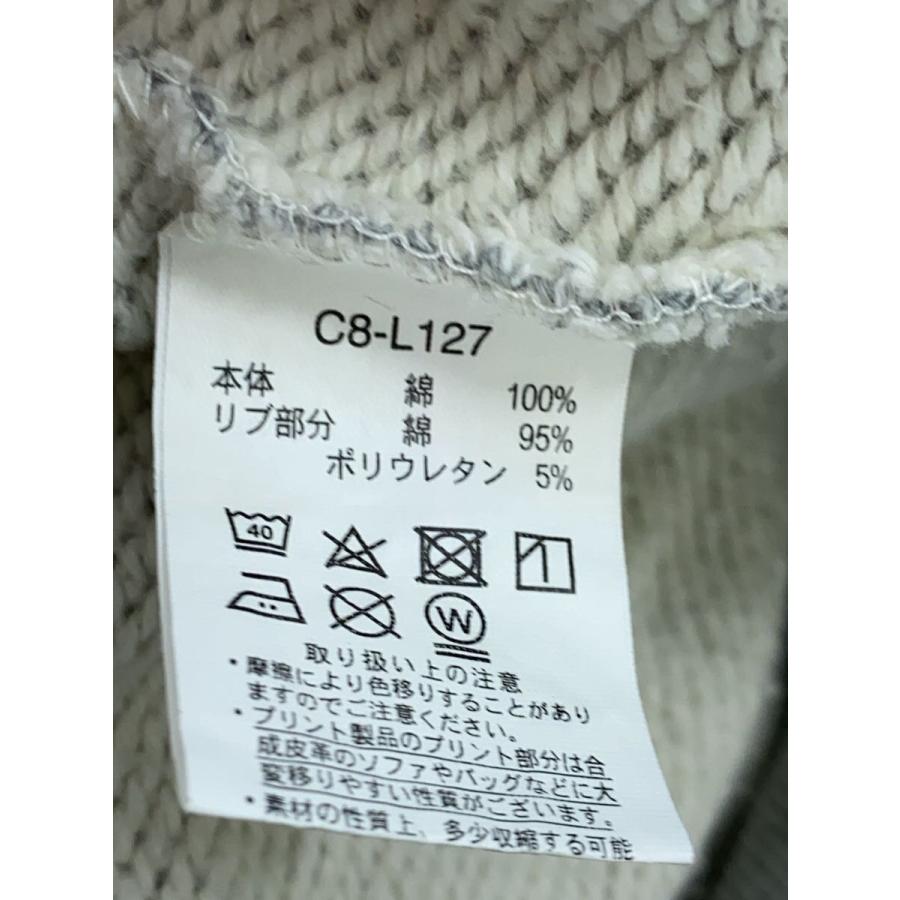 C8-L127
本体 綿 100%
リブ部分 綿 95%
ポリウレタン 5%
40
W
取り扱い上の注意
・摩擦により色移りすることがあり
ますのでご注意ください。
・プリント製品のプリント部分は合
成皮革のソファやバッグなどに大
変移りやすい性質がございます。
・素材の性質上、多少収縮する可能